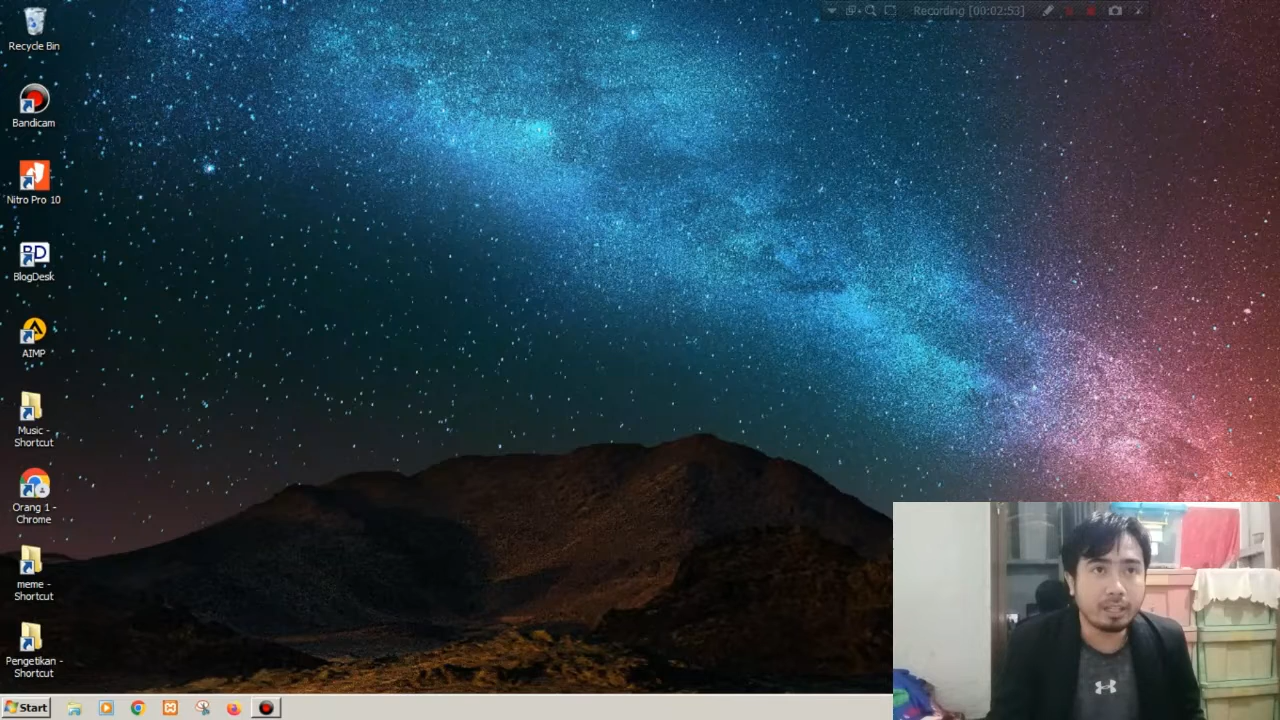 Recording [00:02:53]
Recycle Bin
Bandicam
Nitro Pro 10
BD
BlogDesk
AIMP
Music -
Shortcut
Orang 1 -
Chrome
meme -
Shortcut
Pengetikan -
Shortcut
Start